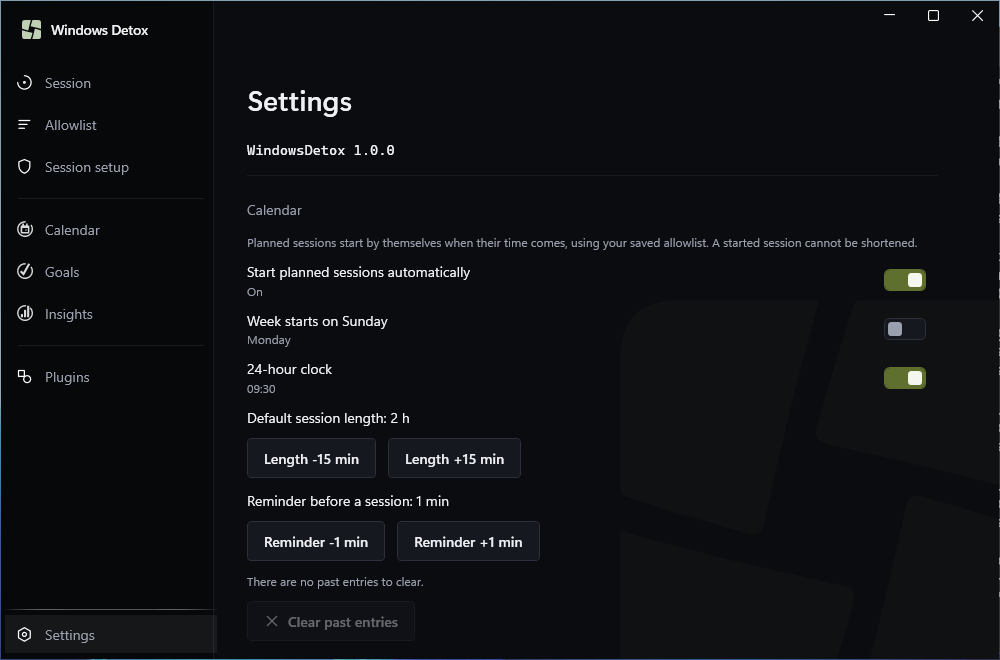 Windows Detox
Session
Allowlist
Session setup
Calendar
Goals
Insights
Plugins
Settings
Settings
WindowsDetox 1.0.0
Calendar
Planned sessions start by themselves when their time comes, using your saved allowlist. A started session cannot be shortened.
Start planned sessions automatically
On
Week starts on Sunday
Monday
24-hour clock
09:30
Default session length: 2 h
Length -15 min
Length +15 min
Reminder before a session: 1 min
Reminder -1 min
Reminder +1 min
There are no past entries to clear.
Clear past entries